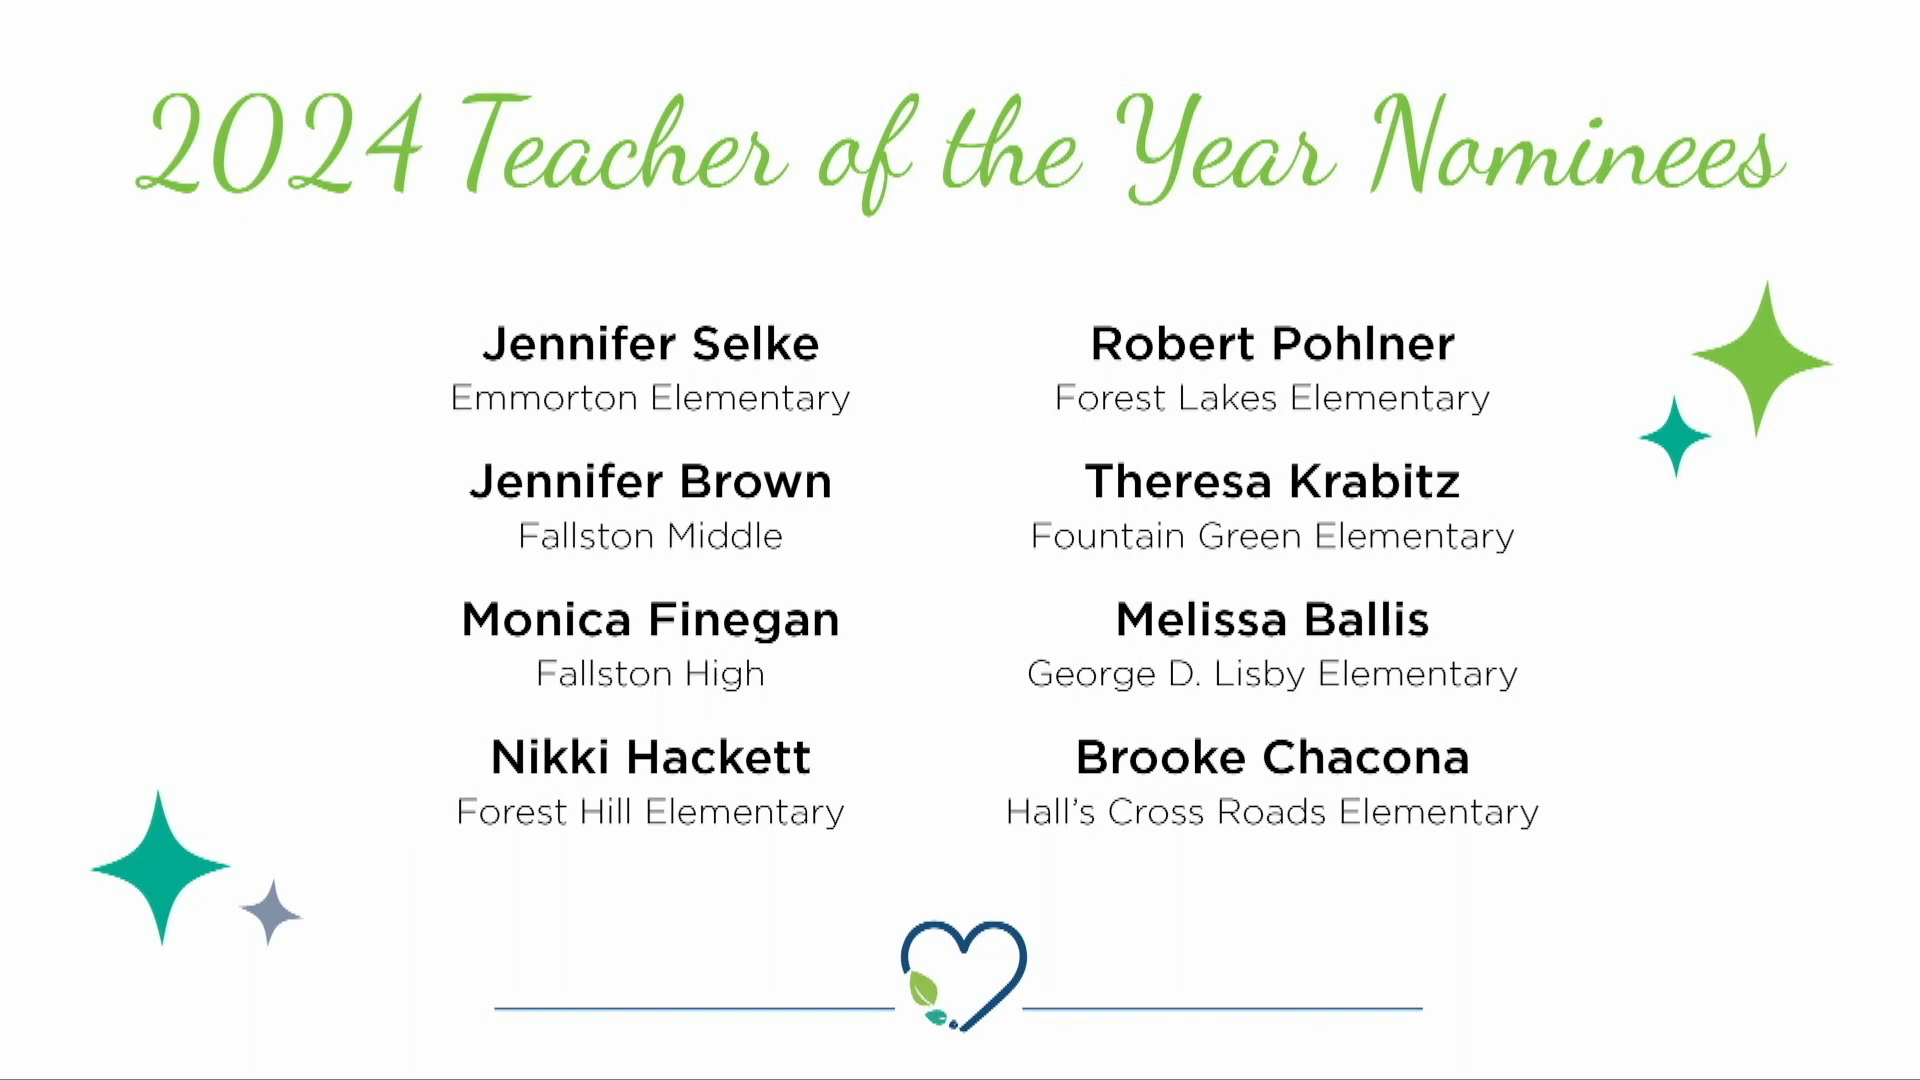 2024 Teacher of the Year Nominees
Jennifer Selke
Emmorton Elementary
Jennifer Brown
Fallston Middle
Monica Finegan
Fallston High
Nikki Hackett
Forest Hill Elementary
Robert Pohlner
Forest Lakes Elementary
Theresa Krabitz
Fountain Green Elementary
Melissa Ballis
George D. Lisby Elementary
Brooke Chacona
Hall's Cross Roads Elementary